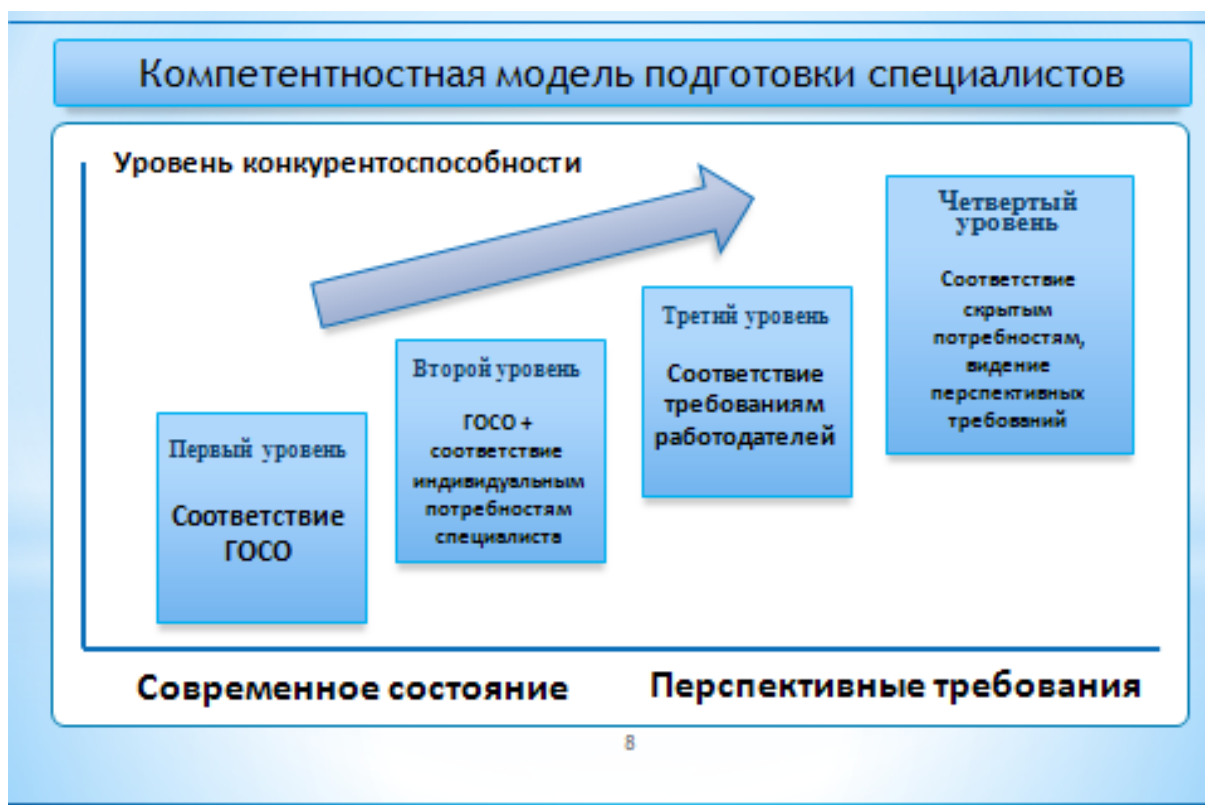 Компетентностная модель подготовки специалистов
Уровень конкурентоспособности
Первый уровень
Соответствие
ГОСО
Второй уровень
ГОСО +
соответствие
индивидуальным
потребностям
специалиста
Третий уровень
Соответствие
требованиям
работодателей
Четвертый
уровень
Соответствие
скрытым
потребностям,
видение
перспективных
требований
Современное состояние
Перспективные требования
8